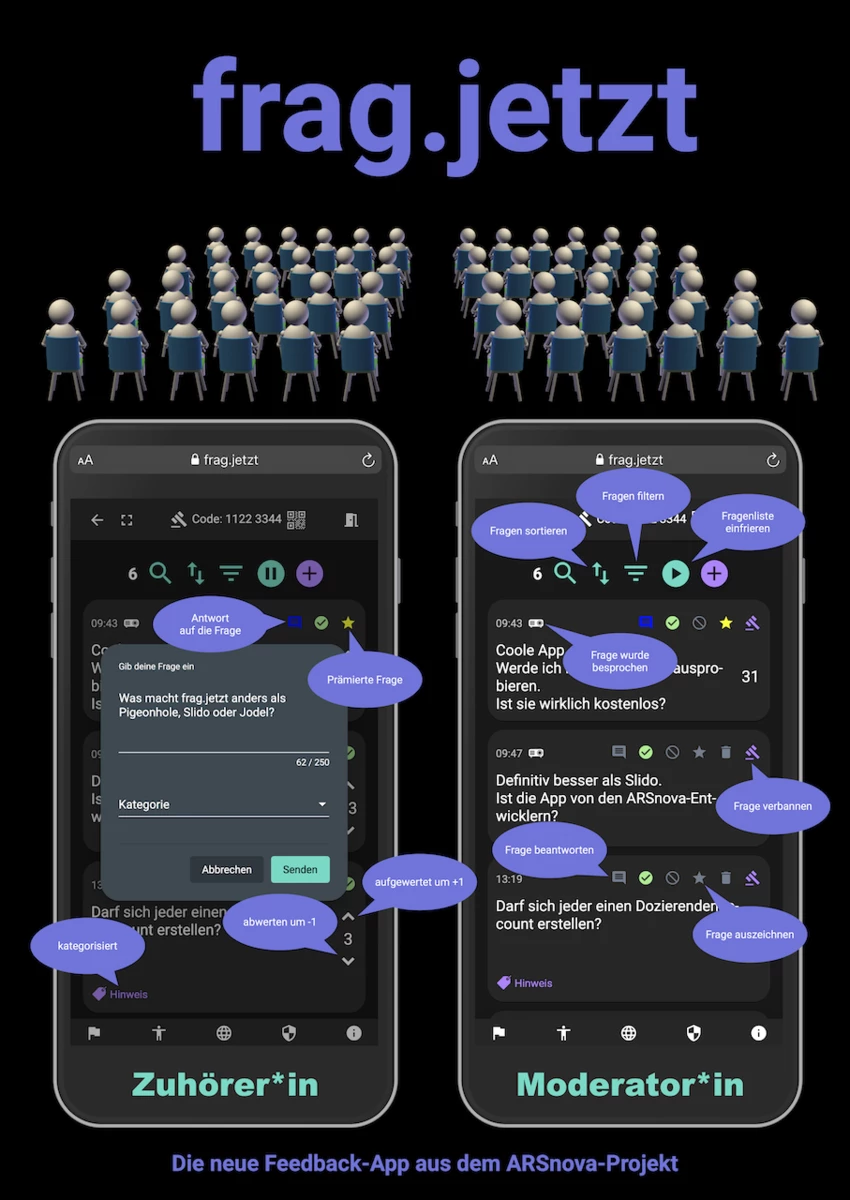 frag.jetzt
AA
frag.jetzt
Code: 1122 3344
6
Antwort
auf die Frage
09:43
Prämierte Frage
Gib deine Frage ein
Was macht frag.jetzt anders als
Pigeonhole, Slido oder Jodel?
62 / 250
Kategorie
Abbrechen
Senden
3
aufgewertet um +1
abwerten um -1
Darf sich jeder einen
count erstellen?
3
kategorisiert
Hinweis
Zuhörer*in
AA
frag.jetzt
Fragen filtern
Fragen sortieren
Fragenliste
einfrieren
3344
6
09:43
Frage wurde
besprochen
Coole App
Werde ich auspro-
bieren.
Ist sie wirklich kostenlos?
31
09:47
Definitiv besser als Slido.
Ist die App von den ARSnova-Ent-
wicklern?
Frage verbannen
Frage beantworten
13:19
Darf sich jeder einen Dozierenden
count erstellen?
Frage auszeichnen
Hinweis
Moderator*in
Die neue Feedback-App aus dem ARSnova-Projekt